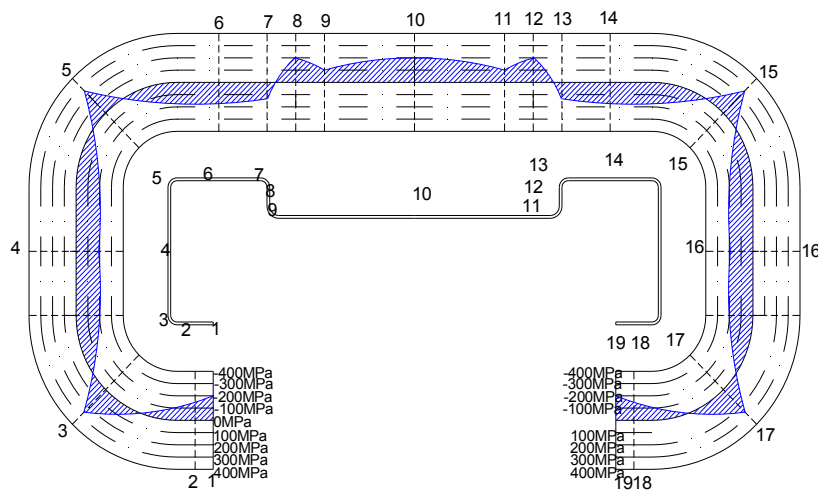 6 7 8 9 10 11 12 13 14
5 15
13
14 15
5 6 7 12
8 10
9 11
4 4 16 16
3 2 1 19 18 17
-400MPa -400MPa
-300MPa -300MPa
-200MPa -200MPa
-100MPa -100MPa
3 0MPa 17
100MPa 100MPa
200MPa 200MPa
300MPa 300MPa
400MPa 400MPa
2 1 19 18